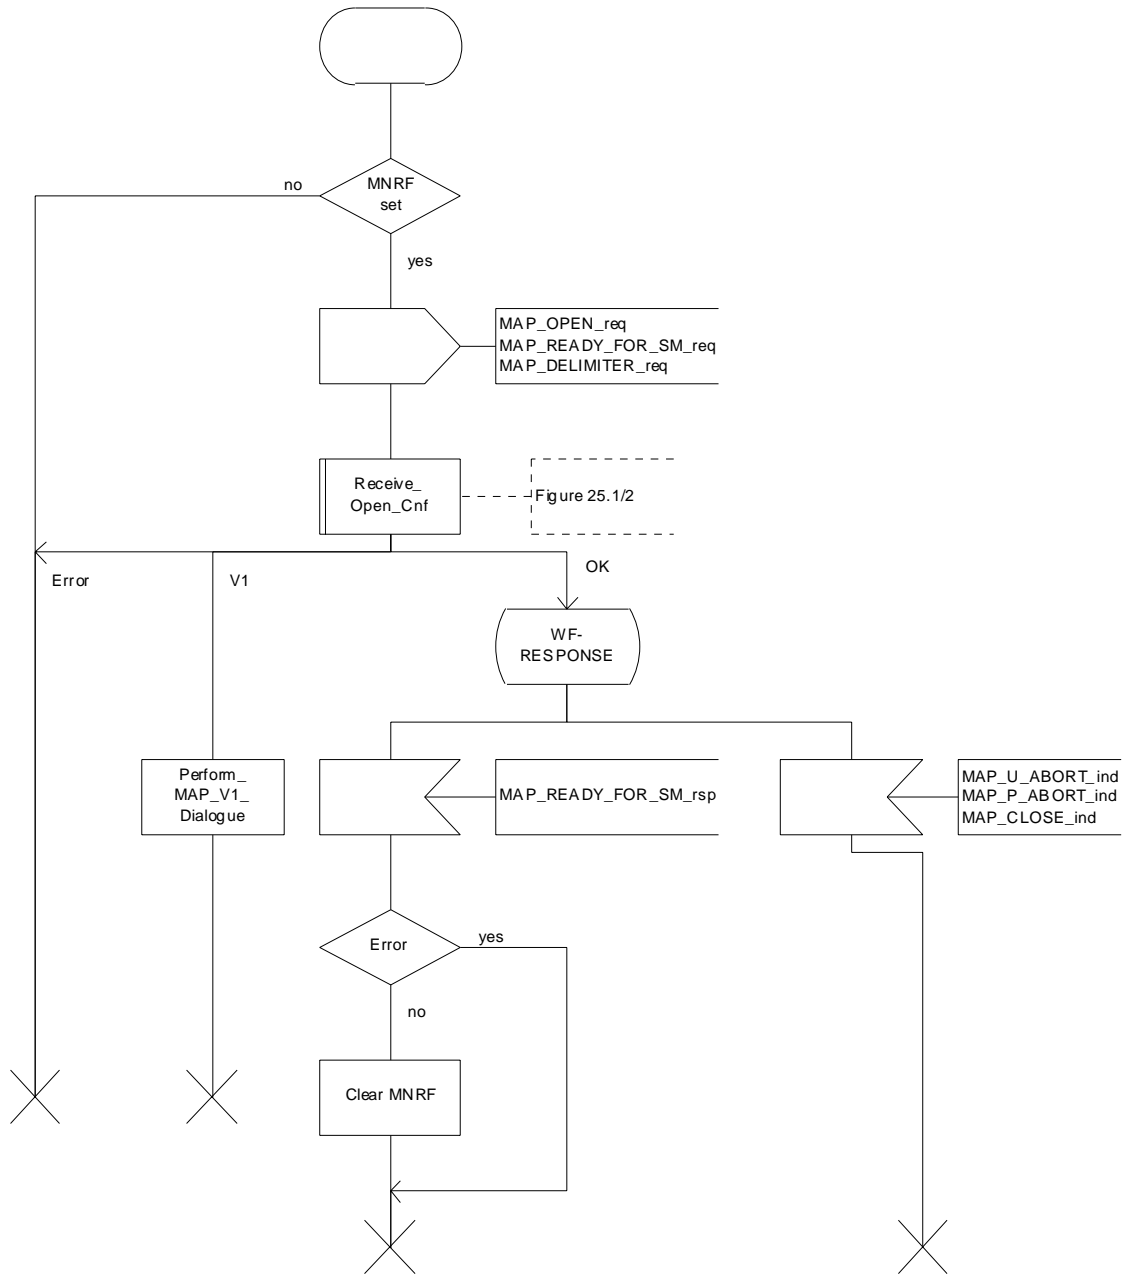 no
MNRF
set
yes
MAP_OPEN_req
MAP_READY_FOR_SM_req
MAP_DELIMITER_req
Receive_
Open_Cnf
Figure 25.1/2
Error
V1
OK
WF-
RESPONSE
Perform_
MAP_V1_
Dialogue
MAP_READY_FOR_SM_rsp
MAP_U_ABORT_ind
MAP_P_ABORT_ind
MAP_CLOSE_ind
Error
yes
no
Clear MNRF